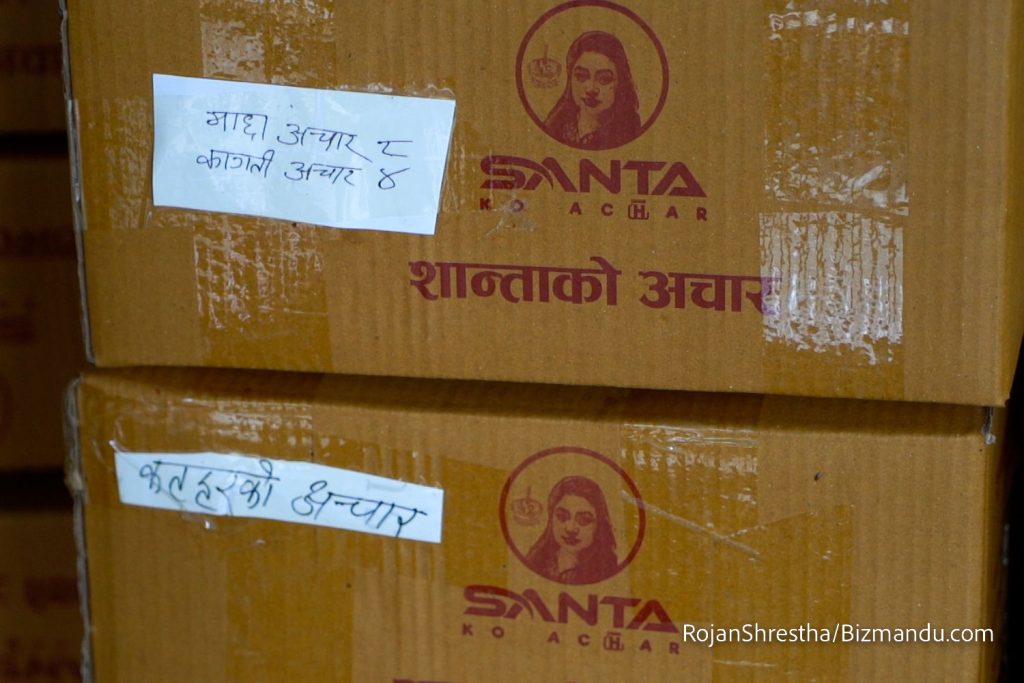 माछा अचार ८
कागती अचार ४
SANTA
KO ACHAR
शान्ताको अचार
कटहरको अचार
SANTA
KO ACHAR
RojanShrestha/Bizmandu.com